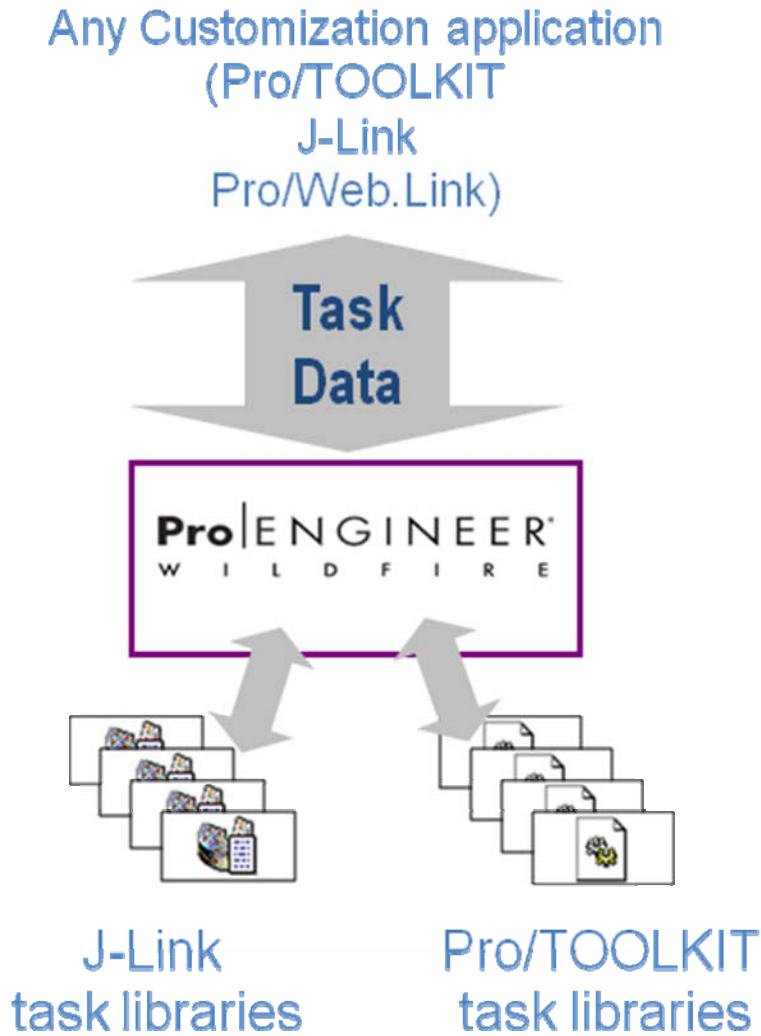 Any Customization application
(Pro/TOOLKIT
J-Link
Pro/Web.Link)
Task
Data
Pro|ENGINEER®
WILDFIRE
J-Link
task libraries
Pro/TOOLKIT
task libraries